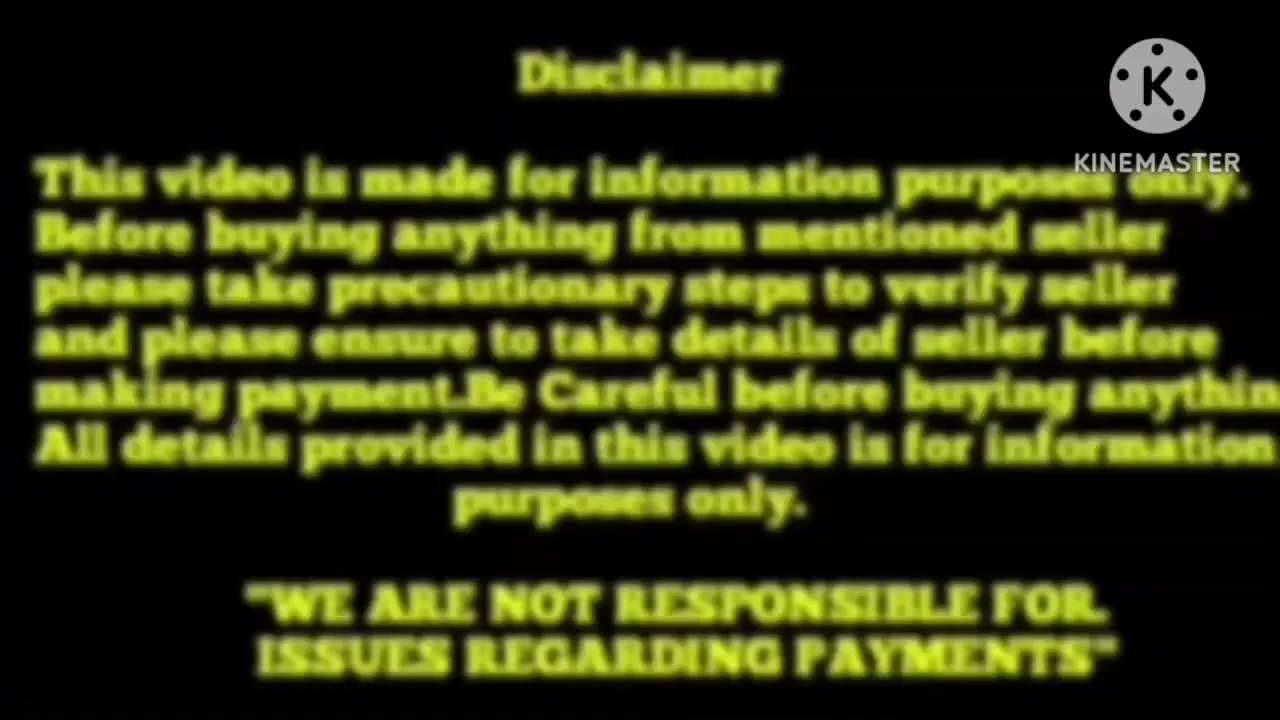 Disclaimer
This video is made for information purposes only.
Before buying anything from mentioned seller
please take precautionary steps to verify seller
and please ensure to take details of seller before
making payment.Be Careful before buying anythin
All details provided in this video is for information
purposes only.
"WE ARE NOT RESPONSIBLE FOR.
ISSUES REGARDING PAYMENTS"
K
KINEMASTER